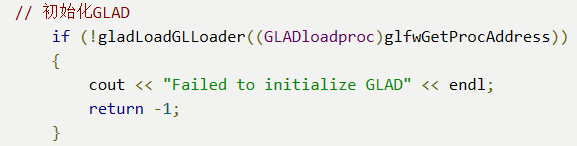 // 初始化GLAD
if (!gladLoadGLLoader((GLADloadproc)glfwGetProcAddress))
{
cout << "Failed to initialize GLAD" << endl;
return -1;
}